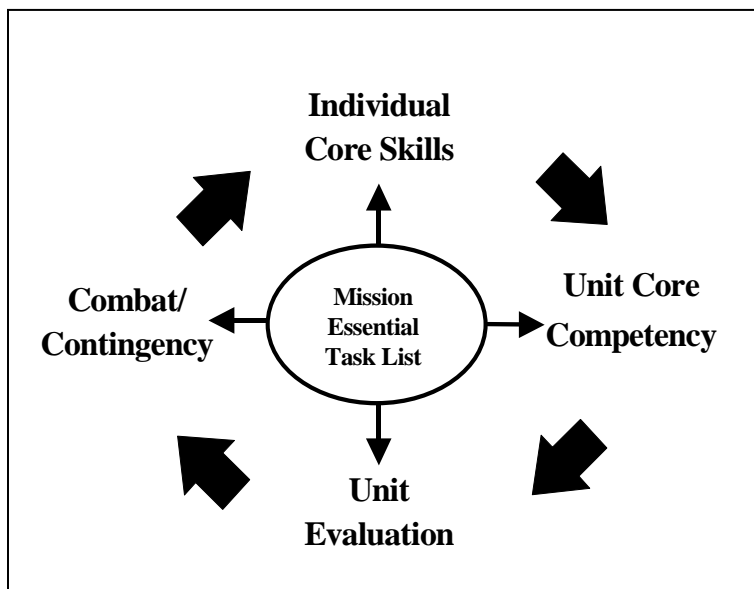 Individual
Core Skills
Combat/
Contingency
Mission
Essential
Task List
Unit Core
Competency
Unit
Evaluation